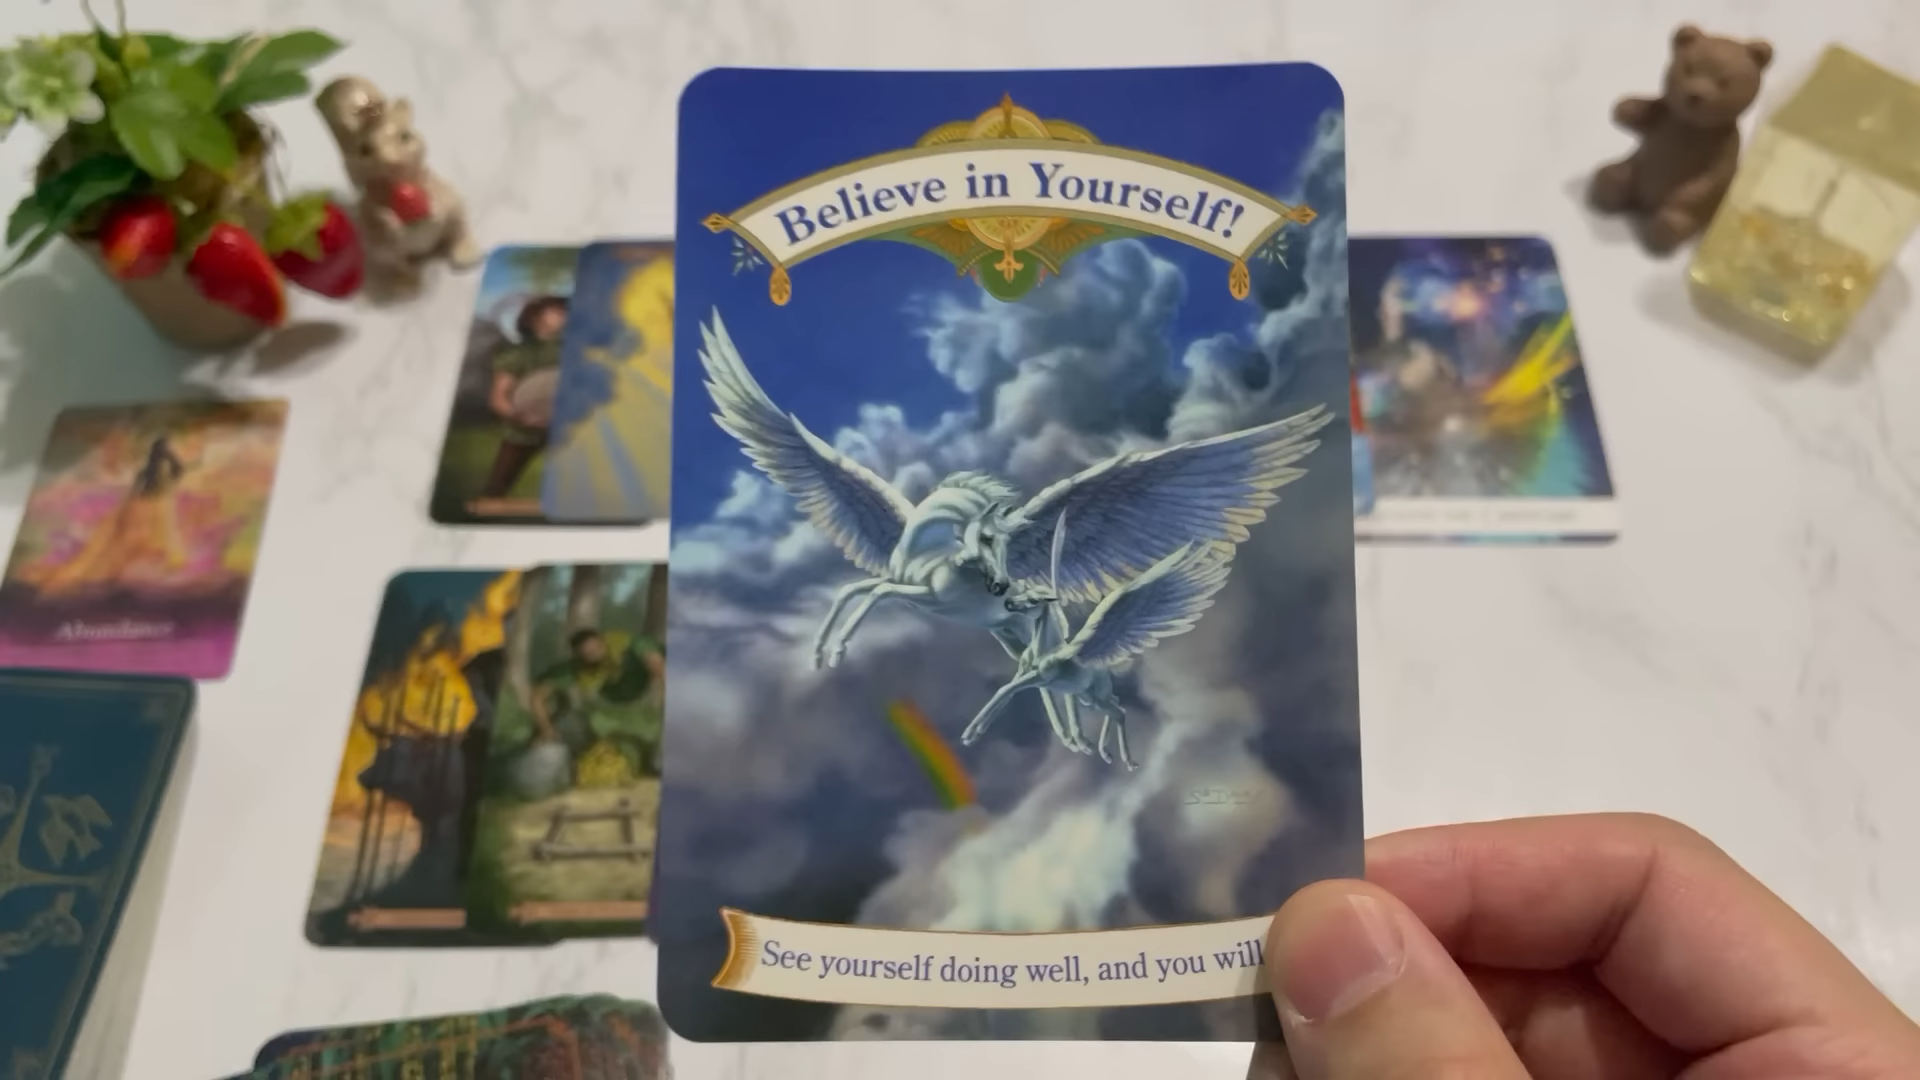 Believe in Yourself!
See yourself doing well, and you will
Abundance